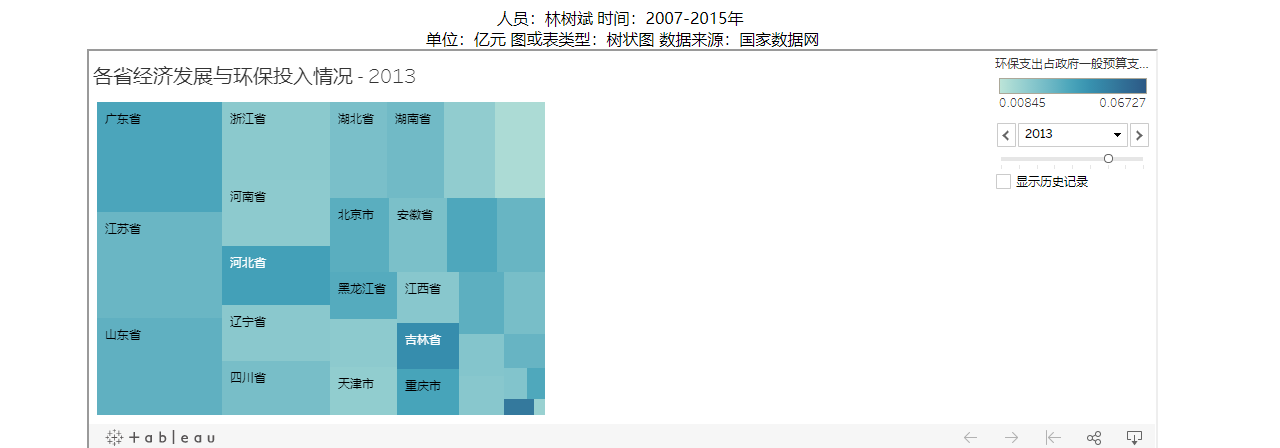 人员：林树斌 时间：2007-2015年
单位：亿元 图或表类型：树状图 数据来源：国家数据网
各省经济发展与环保投入情况 - 2013
环保支出占政府一般预算支...
0.00845 0.06727
2013
显示历史记录
广东省
浙江省
湖北省
湖南省
河南省
北京市
安徽省
江苏省
河北省
黑龙江省
江西省
辽宁省
山东省
吉林省
四川省
天津市
重庆市
+ a b | e a u